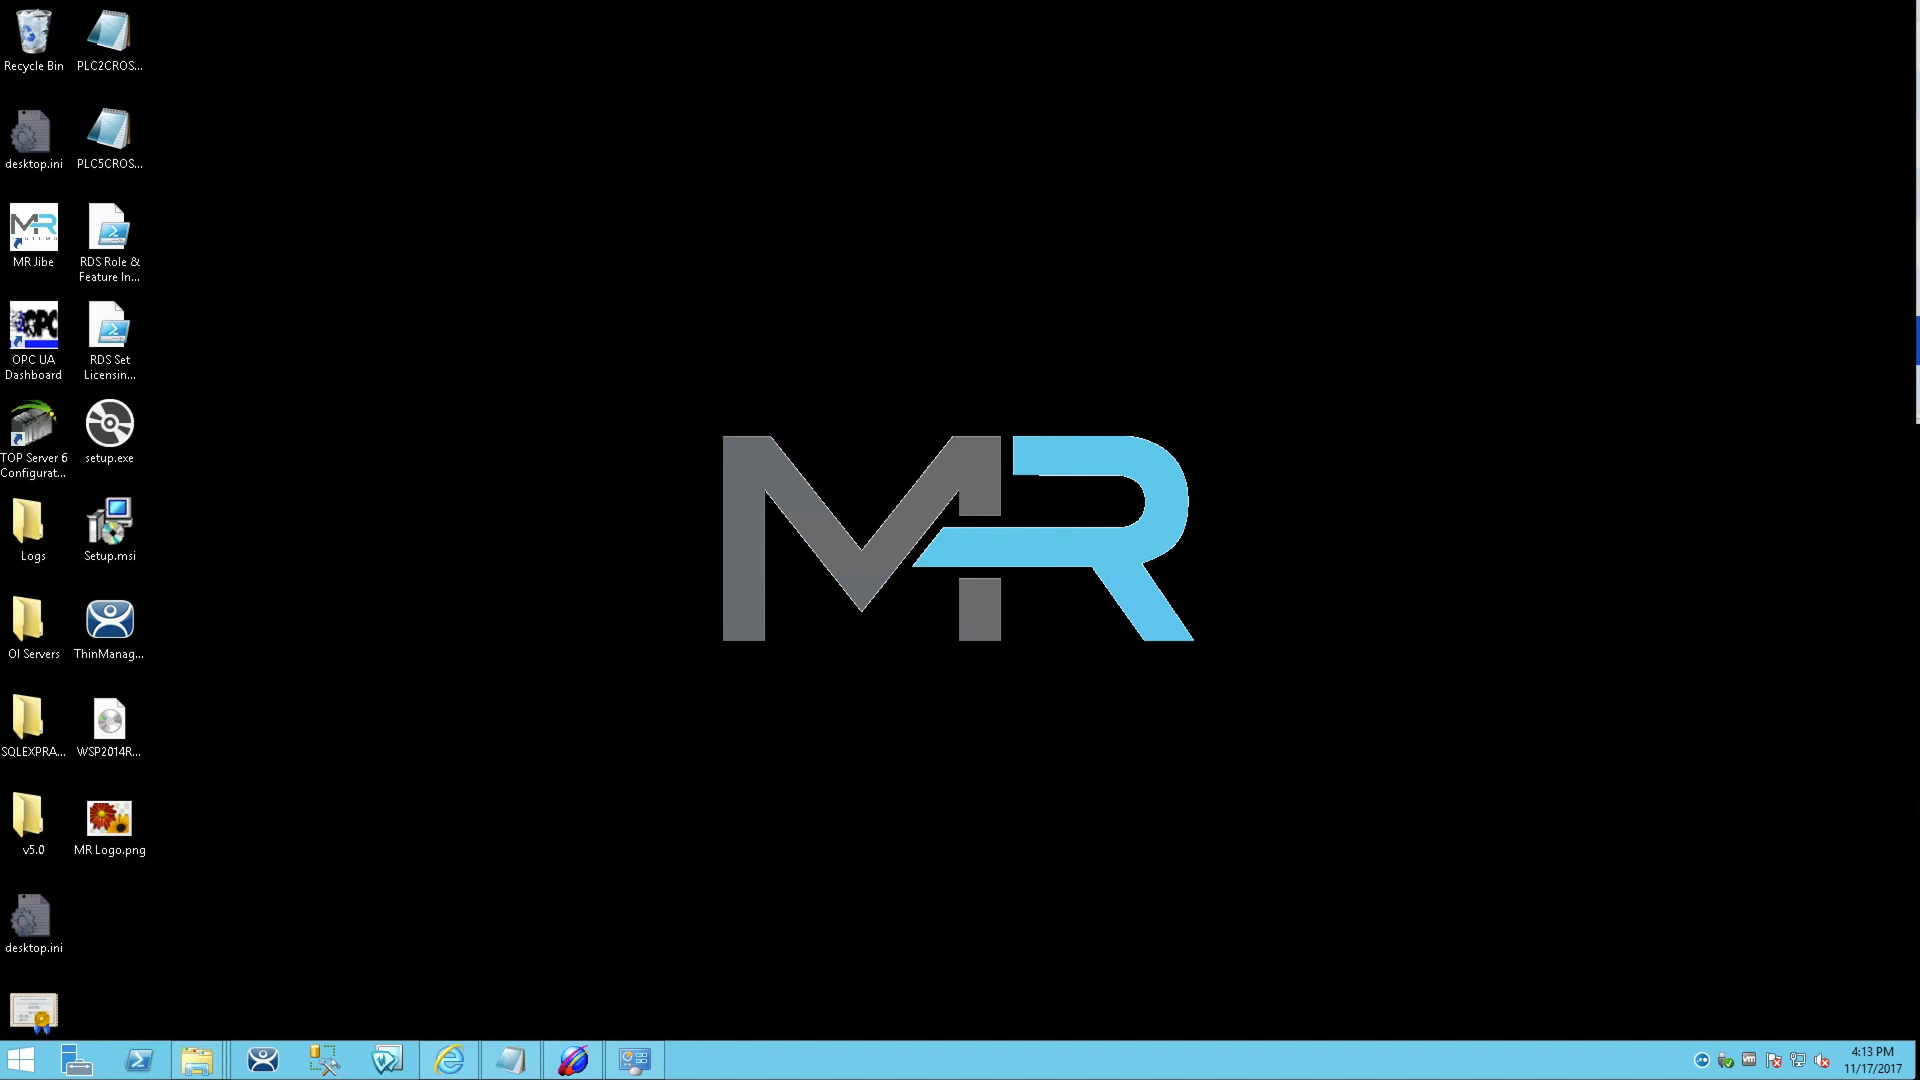 Recycle Bin
PLC2CROS...
desktop.ini
PLC5CROS...
MR Jibe
RDS Role &
Feature In...
OPC UA
Dashboard
RDS Set
Licensin...
TOP Server 6
Configurat...
setup.exe
Logs
Setup.msi
OI Servers
ThinManag...
SQLEXPRA...
WSP2014R...
v5.0
MR Logo.png
desktop.ini
MR
4:13 PM
11/17/2017